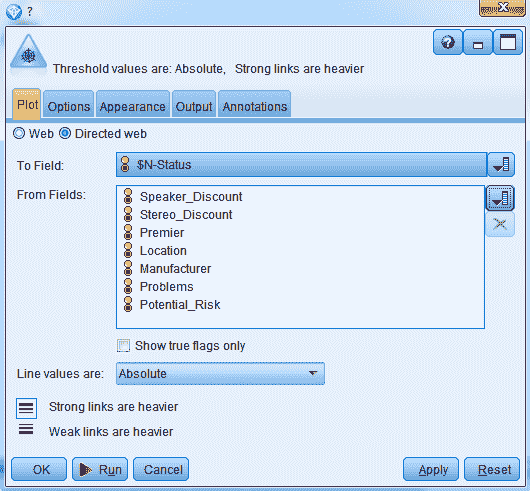 ?
Threshold values are: Absolute, Strong links are heavier
Plot Options Appearance Output Annotations
Web Directed web
To Field: $N-Status
From Fields: Speaker_Discount
Stereo_Discount
Premier
Location
Manufacturer
Problems
Potential_Risk
Show true flags only
Line values are: Absolute
Strong links are heavier
Weak links are heavier
OK Run Cancel Apply Reset